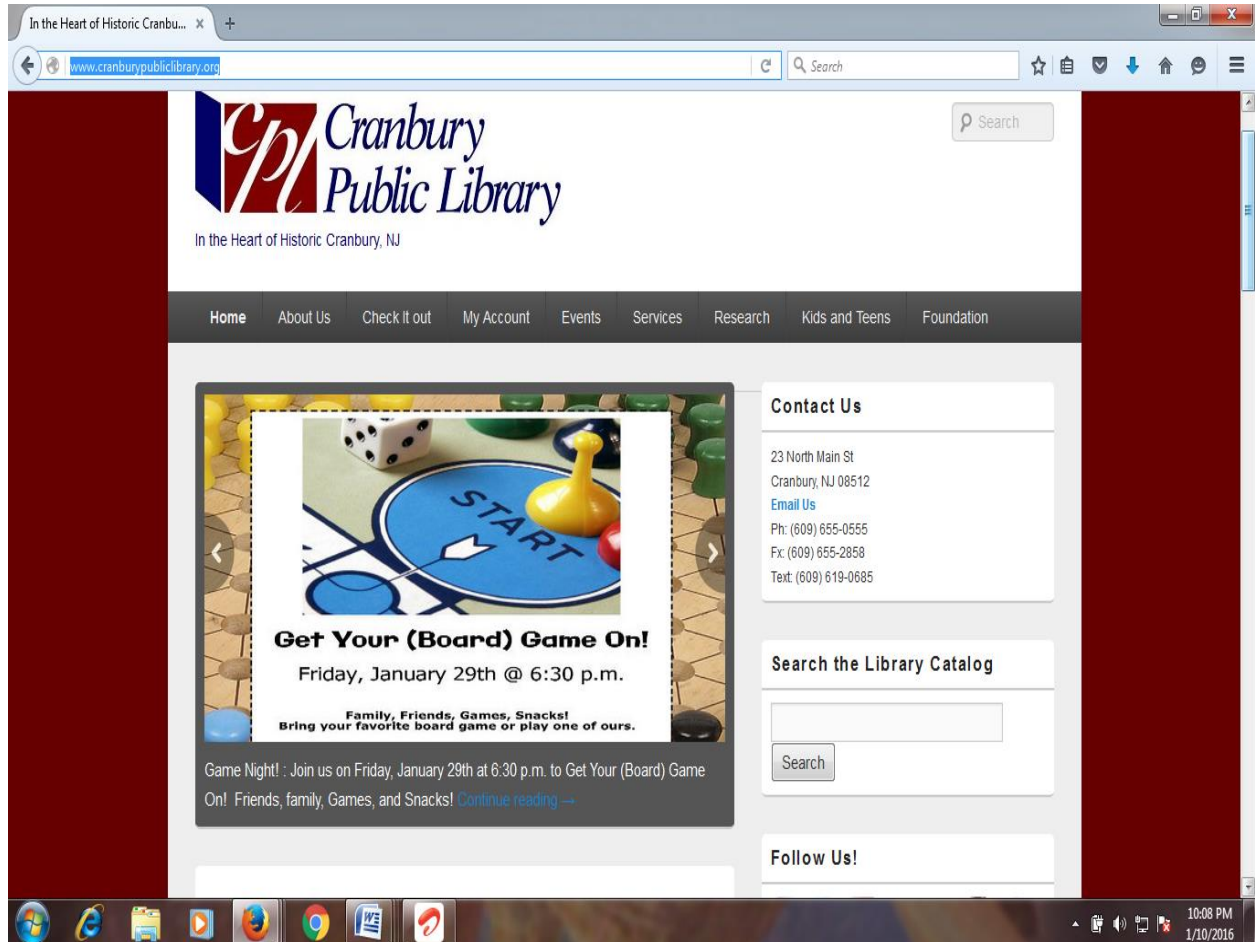 In the Heart of Historic Cranbu...
www.cranburypubliclibrary.org
Search
cpl
Cranbury
Public Library
Search
In the Heart of Historic Cranbury, NJ
Home About Us Check It out My Account Events Services Research Kids and Teens Foundation
START
Get Your (Board) Game On!
Friday, January 29th @ 6:30 p.m.
Family, Friends, Games, Snacks!
Bring your favorite board game or play one of ours.
Game Night! : Join us on Friday, January 29th at 6:30 p.m. to Get Your (Board) Game
On! Friends, family, Games, and Snacks! Continue reading →
Contact Us
23 North Main St
Cranbury, NJ 08512
Email Us
Ph: (609) 655-0555
Fx: (609) 655-2858
Text: (609) 619-0685
Search the Library Catalog
Search
Follow Us!
10:08 PM
1/10/2016